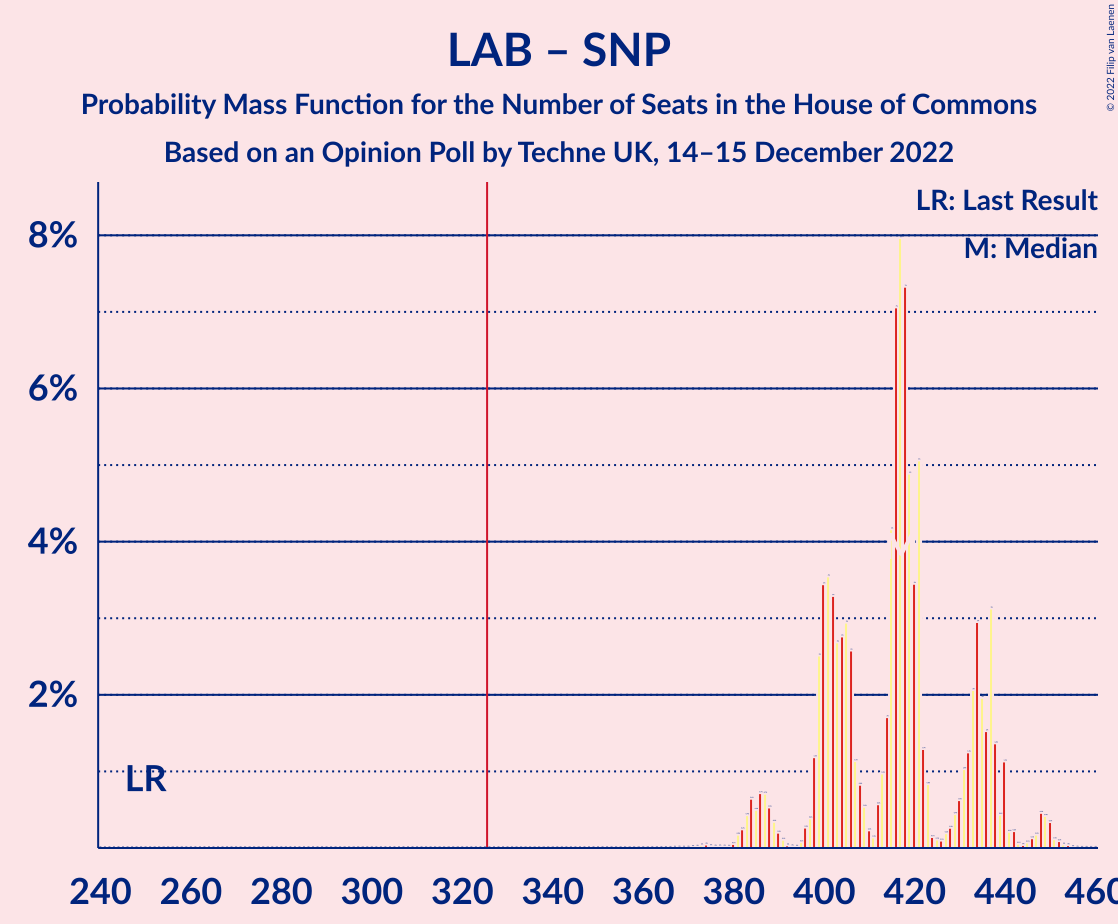 LAB – SNP
Probability Mass Function for the Number of Seats in the House of Commons
Based on an Opinion Poll by Techne UK, 14–15 December 2022
© 2022 Filip van Laenen
LR: Last Result
M: Median
8%
6%
4%
2%
LR
240 260 280 300 320 340 360 380 400 420 440 460